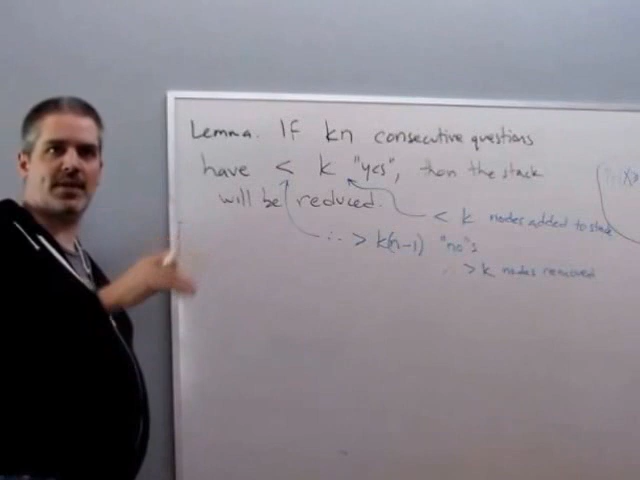 Lemma. If kn consecutive questions
have < k "yes", then the stack
will be reduced.
< k nodes added to stack
∴ > k(n-1) "no"s
∴ > k nodes removed